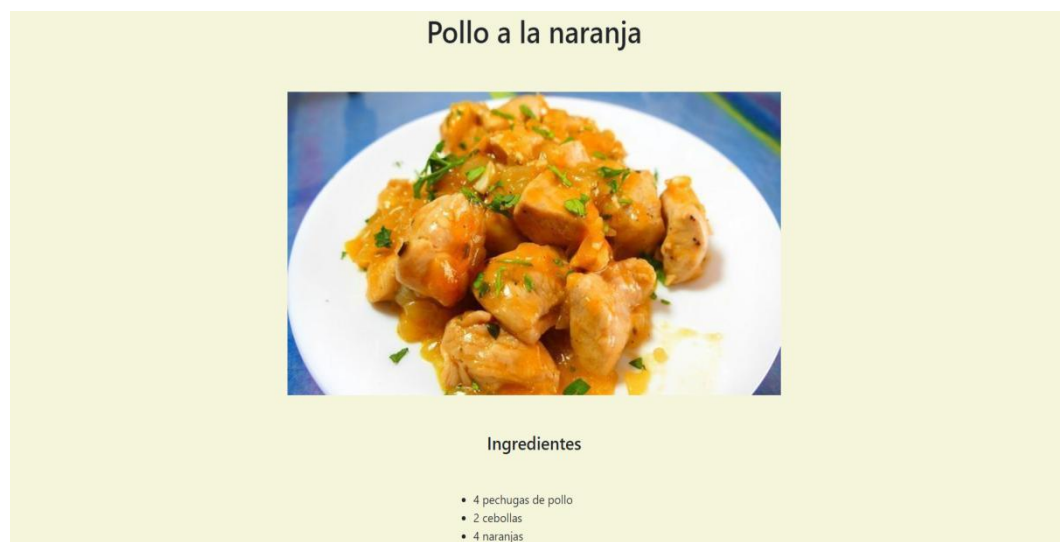 Pollo a la naranja
Ingredientes
4 pechugas de pollo
2 cebollas
4 naranjas